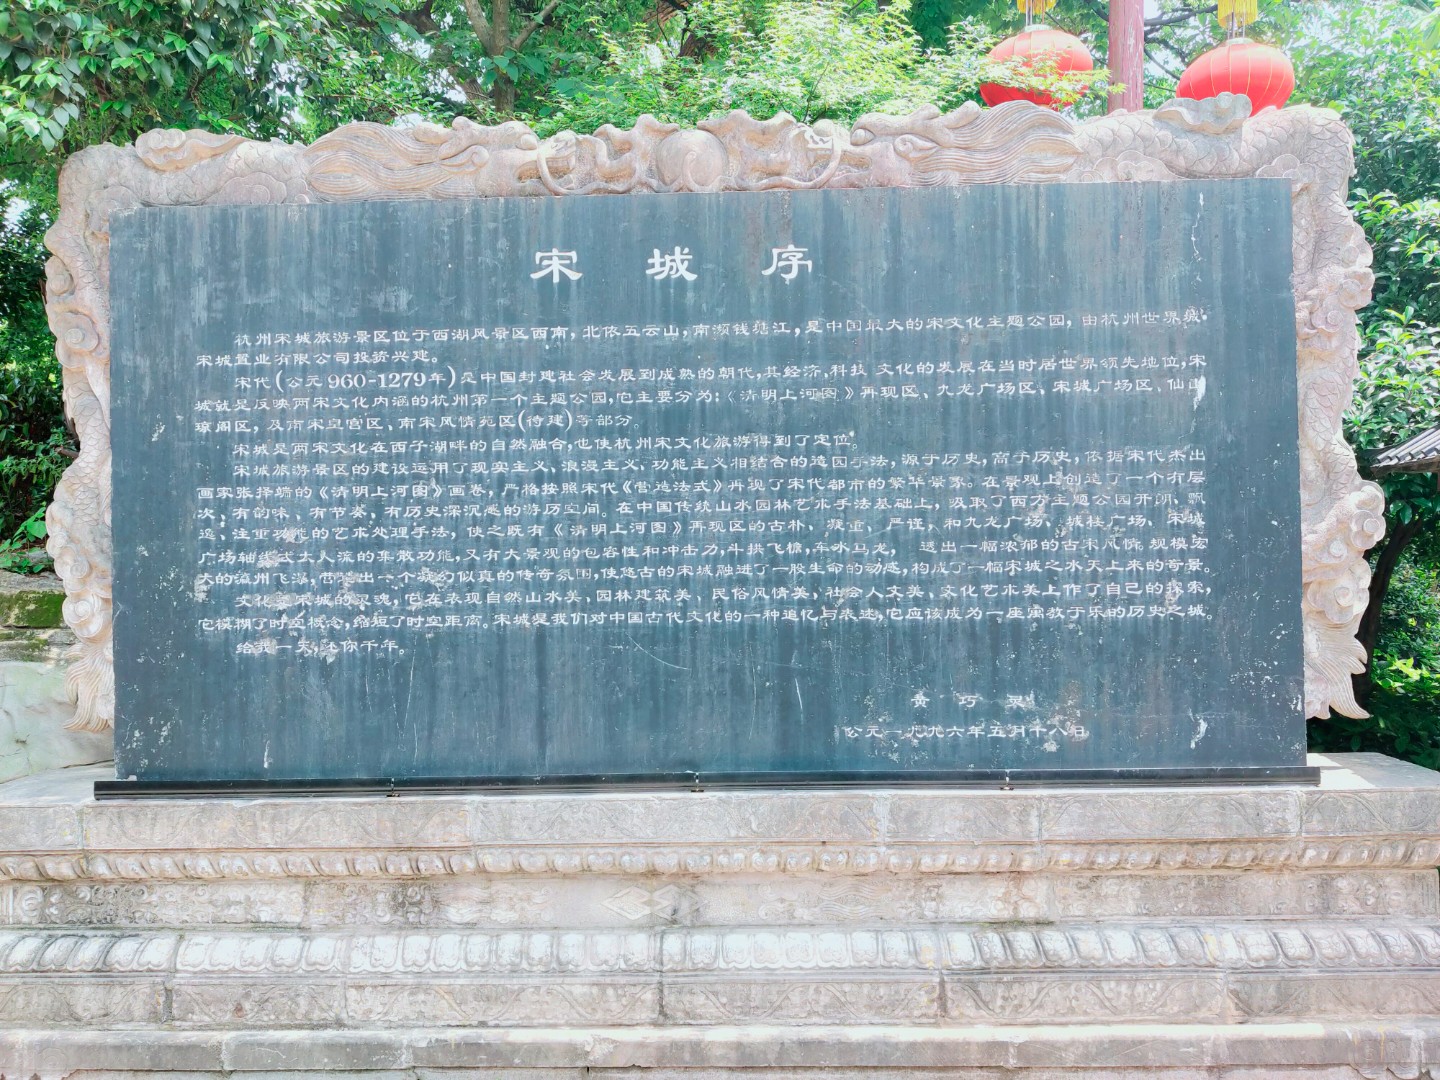 宋城序
杭州宋城旅游景区位于西湖风景区西南，北依五云山，南濒钱塘江，是中国最大的宋文化主题公园，由杭州世界城·
宋城置业有限公司投资兴建。
宋代(公元960-1279年)是中国封建社会发展到成熟的朝代，其经济，科技 文化的发展在当时居世界领先地位，宋
城就是反映两宋文化内涵的杭州第一个主题公园，它主要分为：《清明上河图》再现区、九龙广场区、宋城广场区、仙山
琼阁区，及南宋皇宫区、南宋风情苑区(待建)等部分。
宋城是两宋文化在西子湖畔的自然融合，也使杭州宋文化旅游得到了定位。
宋城旅游景区的建设运用了现实主义、浪漫主义、功能主义相结合的造园手法，源于历史，高于历史，依据宋代杰出
画家张择端的《清明上河图》画卷，严格按照宋代《营造法式》再现了宋代都市的繁华景象。在景观上创造了一个有层
次、有韵味、有节奏，有历史深沉感的游历空间。在中国传统山水园林艺术手法基础上，汲取了西方主题公园开朗、飘
逸、注重功能的艺术处理手法，使之既有《清明上河图》再现区的古朴、凝重、严谨，和九龙广场、城楼广场、宋城
广场轴线式大人流的集散功能，又有大景观的包容性和冲击力，斗拱飞檐，车水马龙， 透出一幅浓郁的古宋风情。规模宏
大的流州飞瀑，营造出一个凝幻似真的传奇氛围，使悠古的宋城融进了一股生命的动感，构成了一幅宋城之水天上来的奇景。
文化是宋城的灵魂，它在表现自然山水美、园林建筑美、民俗风情美，社会人文美、文化艺术美上作了自己的探索，
它模糊了时空概念，缩短了时空距离。宋城是我们对中国古代文化的一种追忆与表述，它应该成为一座寓教于乐的历史之城。
给我一天，还你千年。
黄巧灵
公元一九九六年五月十八日